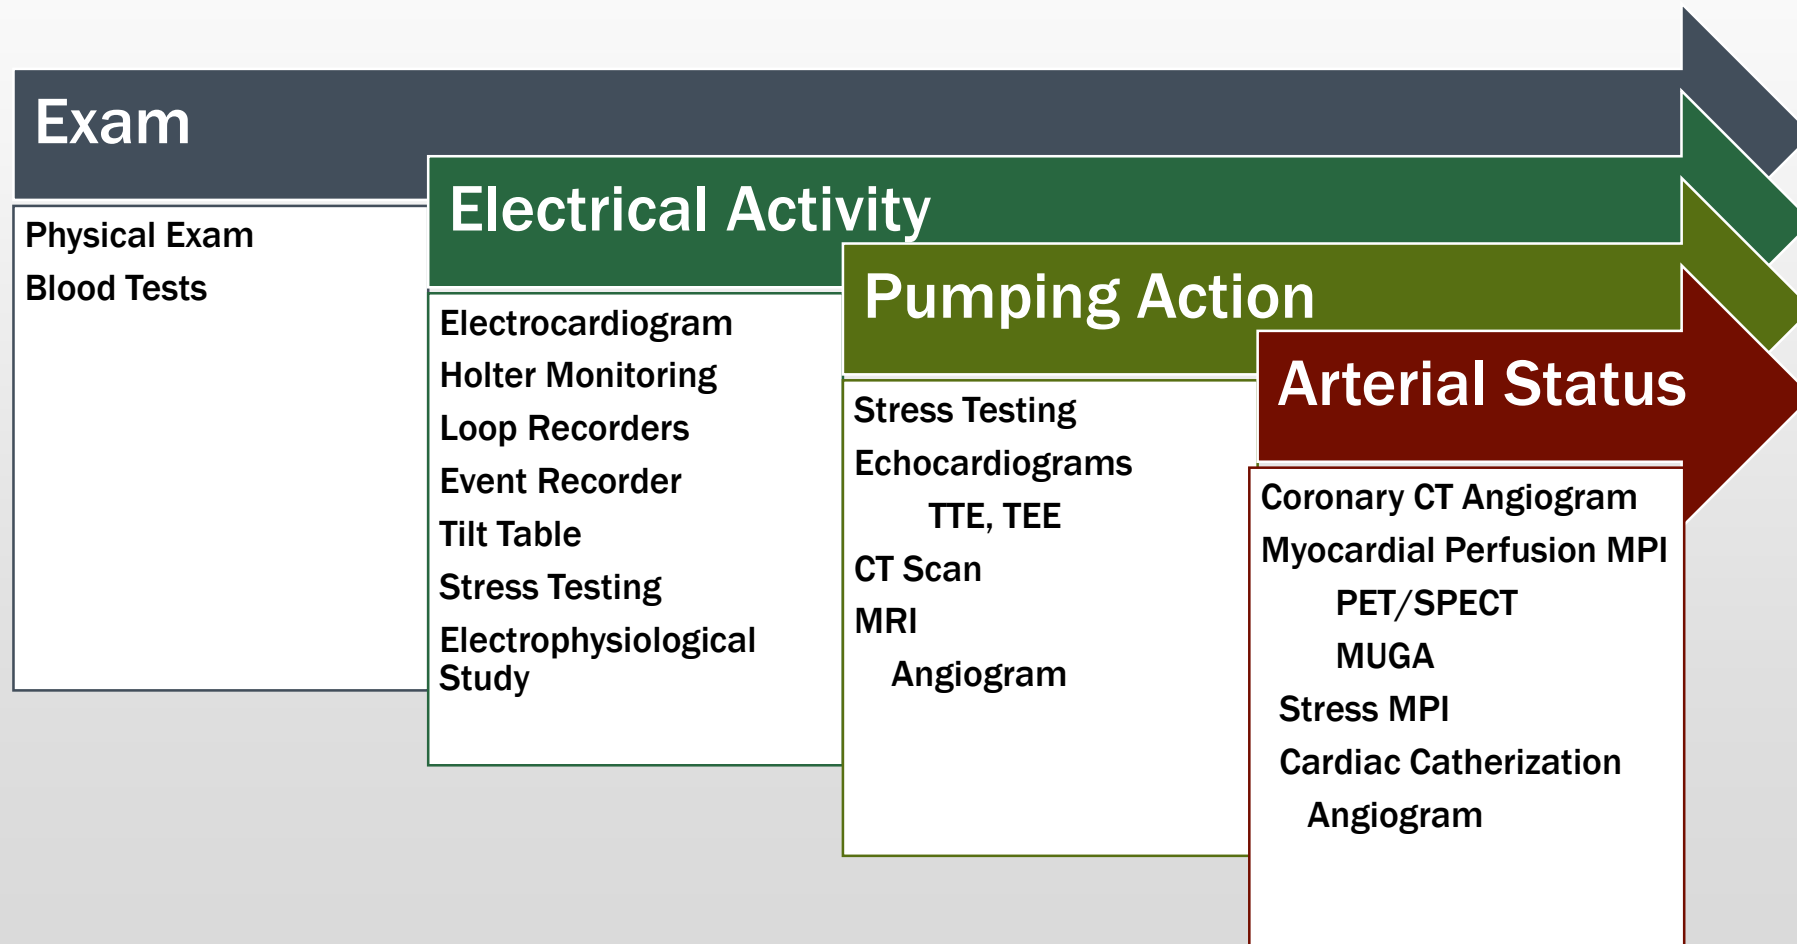 Exam
Physical Exam
Blood Tests
Electrical Activity
Electrocardiogram
Holter Monitoring
Loop Recorders
Event Recorder
Tilt Table
Stress Testing
Electrophysiological
Study
Pumping Action
Stress Testing
Echocardiograms
TTE, TEE
CT Scan
MRI
Angiogram
Arterial Status
Coronary CT Angiogram
Myocardial Perfusion MPI
PET/SPECT
MUGA
Stress MPI
Cardiac Catherization
Angiogram